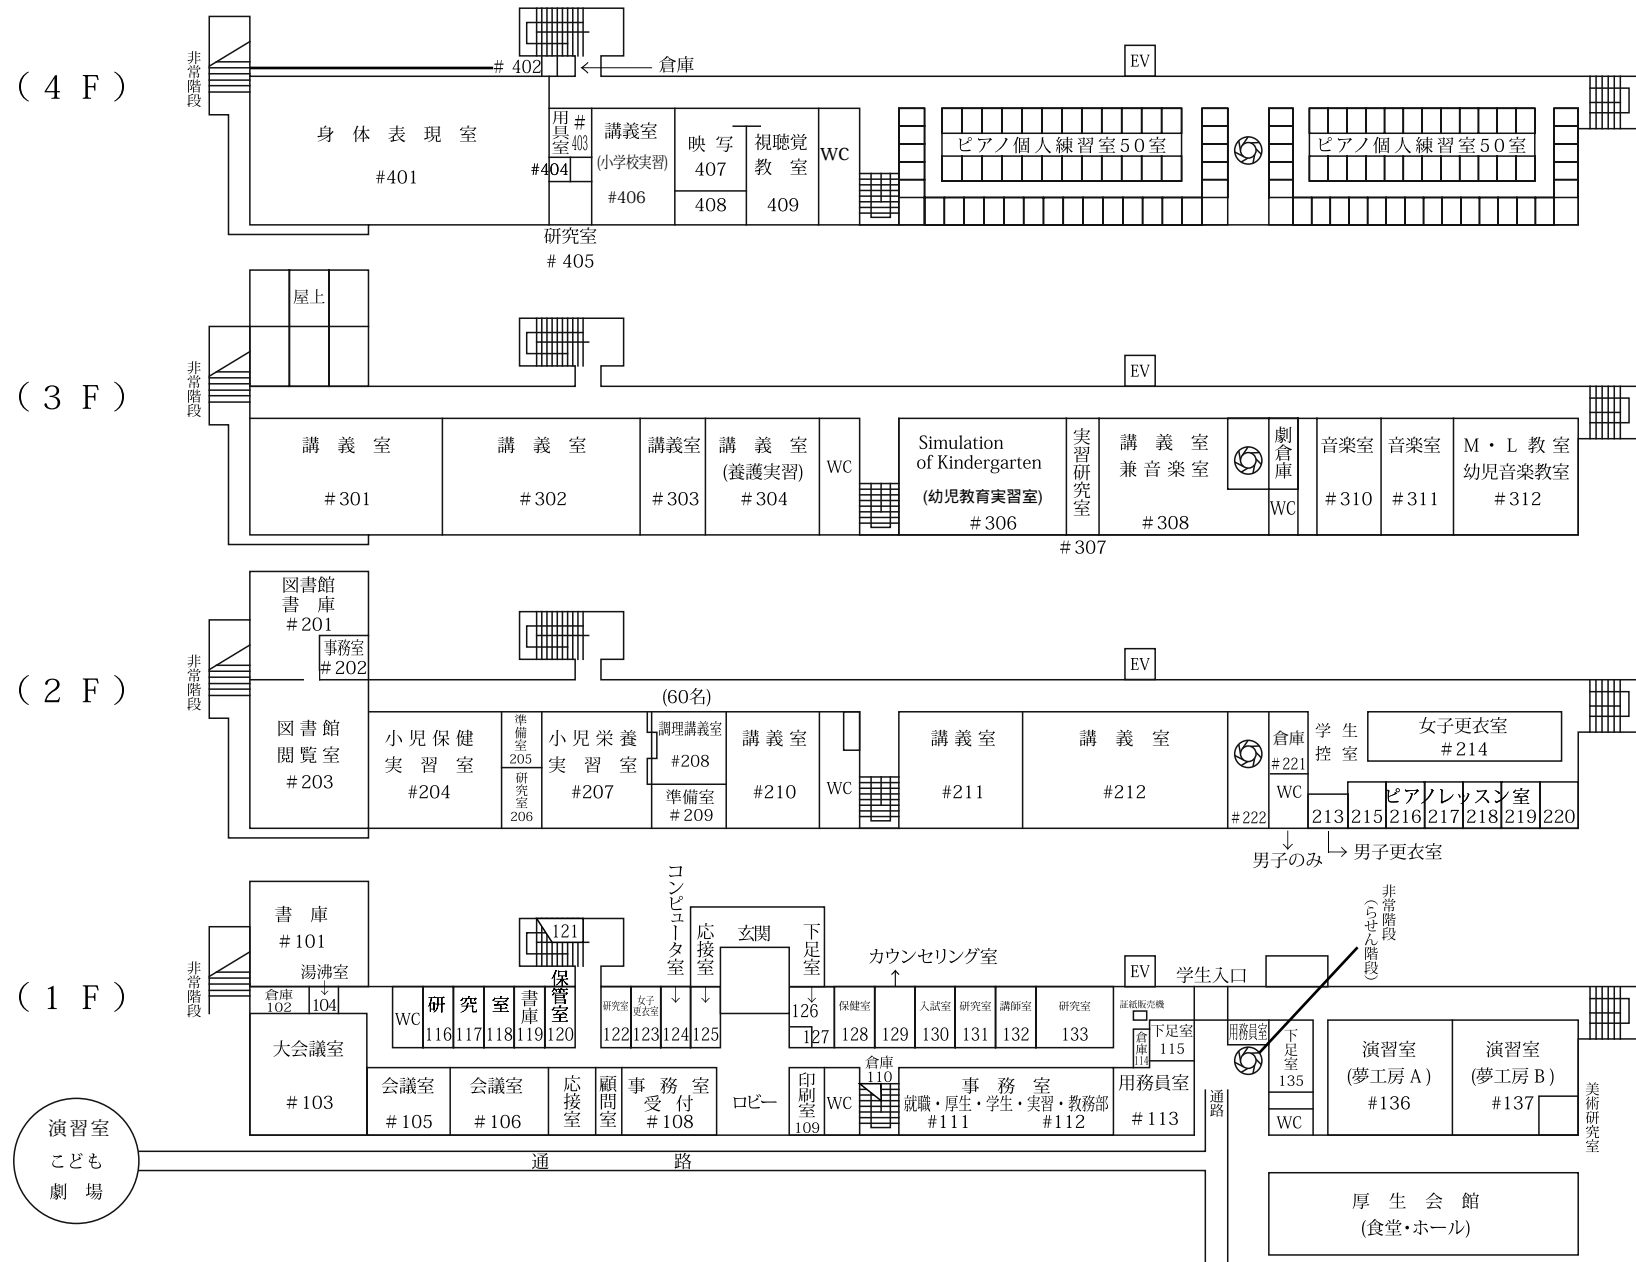 (4F)
非常階段
# 402
倉庫
EV
身体表現室
#401
用具室
#403
#404
講義室
(小学校実習)
#406
映写
407
408
視聴覚
教室
409
WC
ピアノ個人練習室50室
ピアノ個人練習室50室
研究室
# 405
(3F)
屋上
非常階段
EV
講義室
#301
講義室
#302
講義室
#303
講義室
(養護実習)
#304
WC
Simulation
of Kindergarten
(幼児教育実習室)
#306
実習研究室
#307
講義室
兼音楽室
#308
劇倉庫
WC
音楽室
#310
音楽室
#311
M・L教室
幼児音楽教室
#312
(2F)
図書館
書庫
#201
事務室
#202
非常階段
EV
図書館
閲覧室
#203
小児保健
実習室
#204
準備室
205
研究室
206
小児栄養
実習室
#207
(60名)
調理講義室
#208
準備室
#209
講義室
#210
WC
講義室
#211
講義室
#212
#222
倉庫
#221
WC
学生
控室
女子更衣室
#214
ピアノレッスン室
213
215
216
217
218
219
220
男子のみ
男子更衣室
(1F)
書庫
#101
湯沸室
非常階段
倉庫
102
104
大会議室
#103
WC
研究室
116
117
118
書庫
119
保管室
120
121
研究室
122
女子
更衣室
123
コンピュータ室
124
応接室
125
玄関
下足室
126
127
カウンセリング室
保健室
128
129
入試室
130
研究室
131
講師室
132
研究室
133
EV
学生入口
非常階段
(らせん階段)
証紙販売機
倉庫
114
下足室
115
用務員室
下足室
135
WC
会議室
#105
会議室
#106
応接室
顧問室
事務室
受付
#108
ロビー
印刷室
109
WC
倉庫
110
事務室
就職・厚生・学生・実習・教務部
#111
#112
用務員室
#113
通路
演習室
(夢工房A)
#136
演習室
(夢工房B)
#137
美術研究室
演習室
こども
劇場
通路
厚生会館
(食堂・ホール)